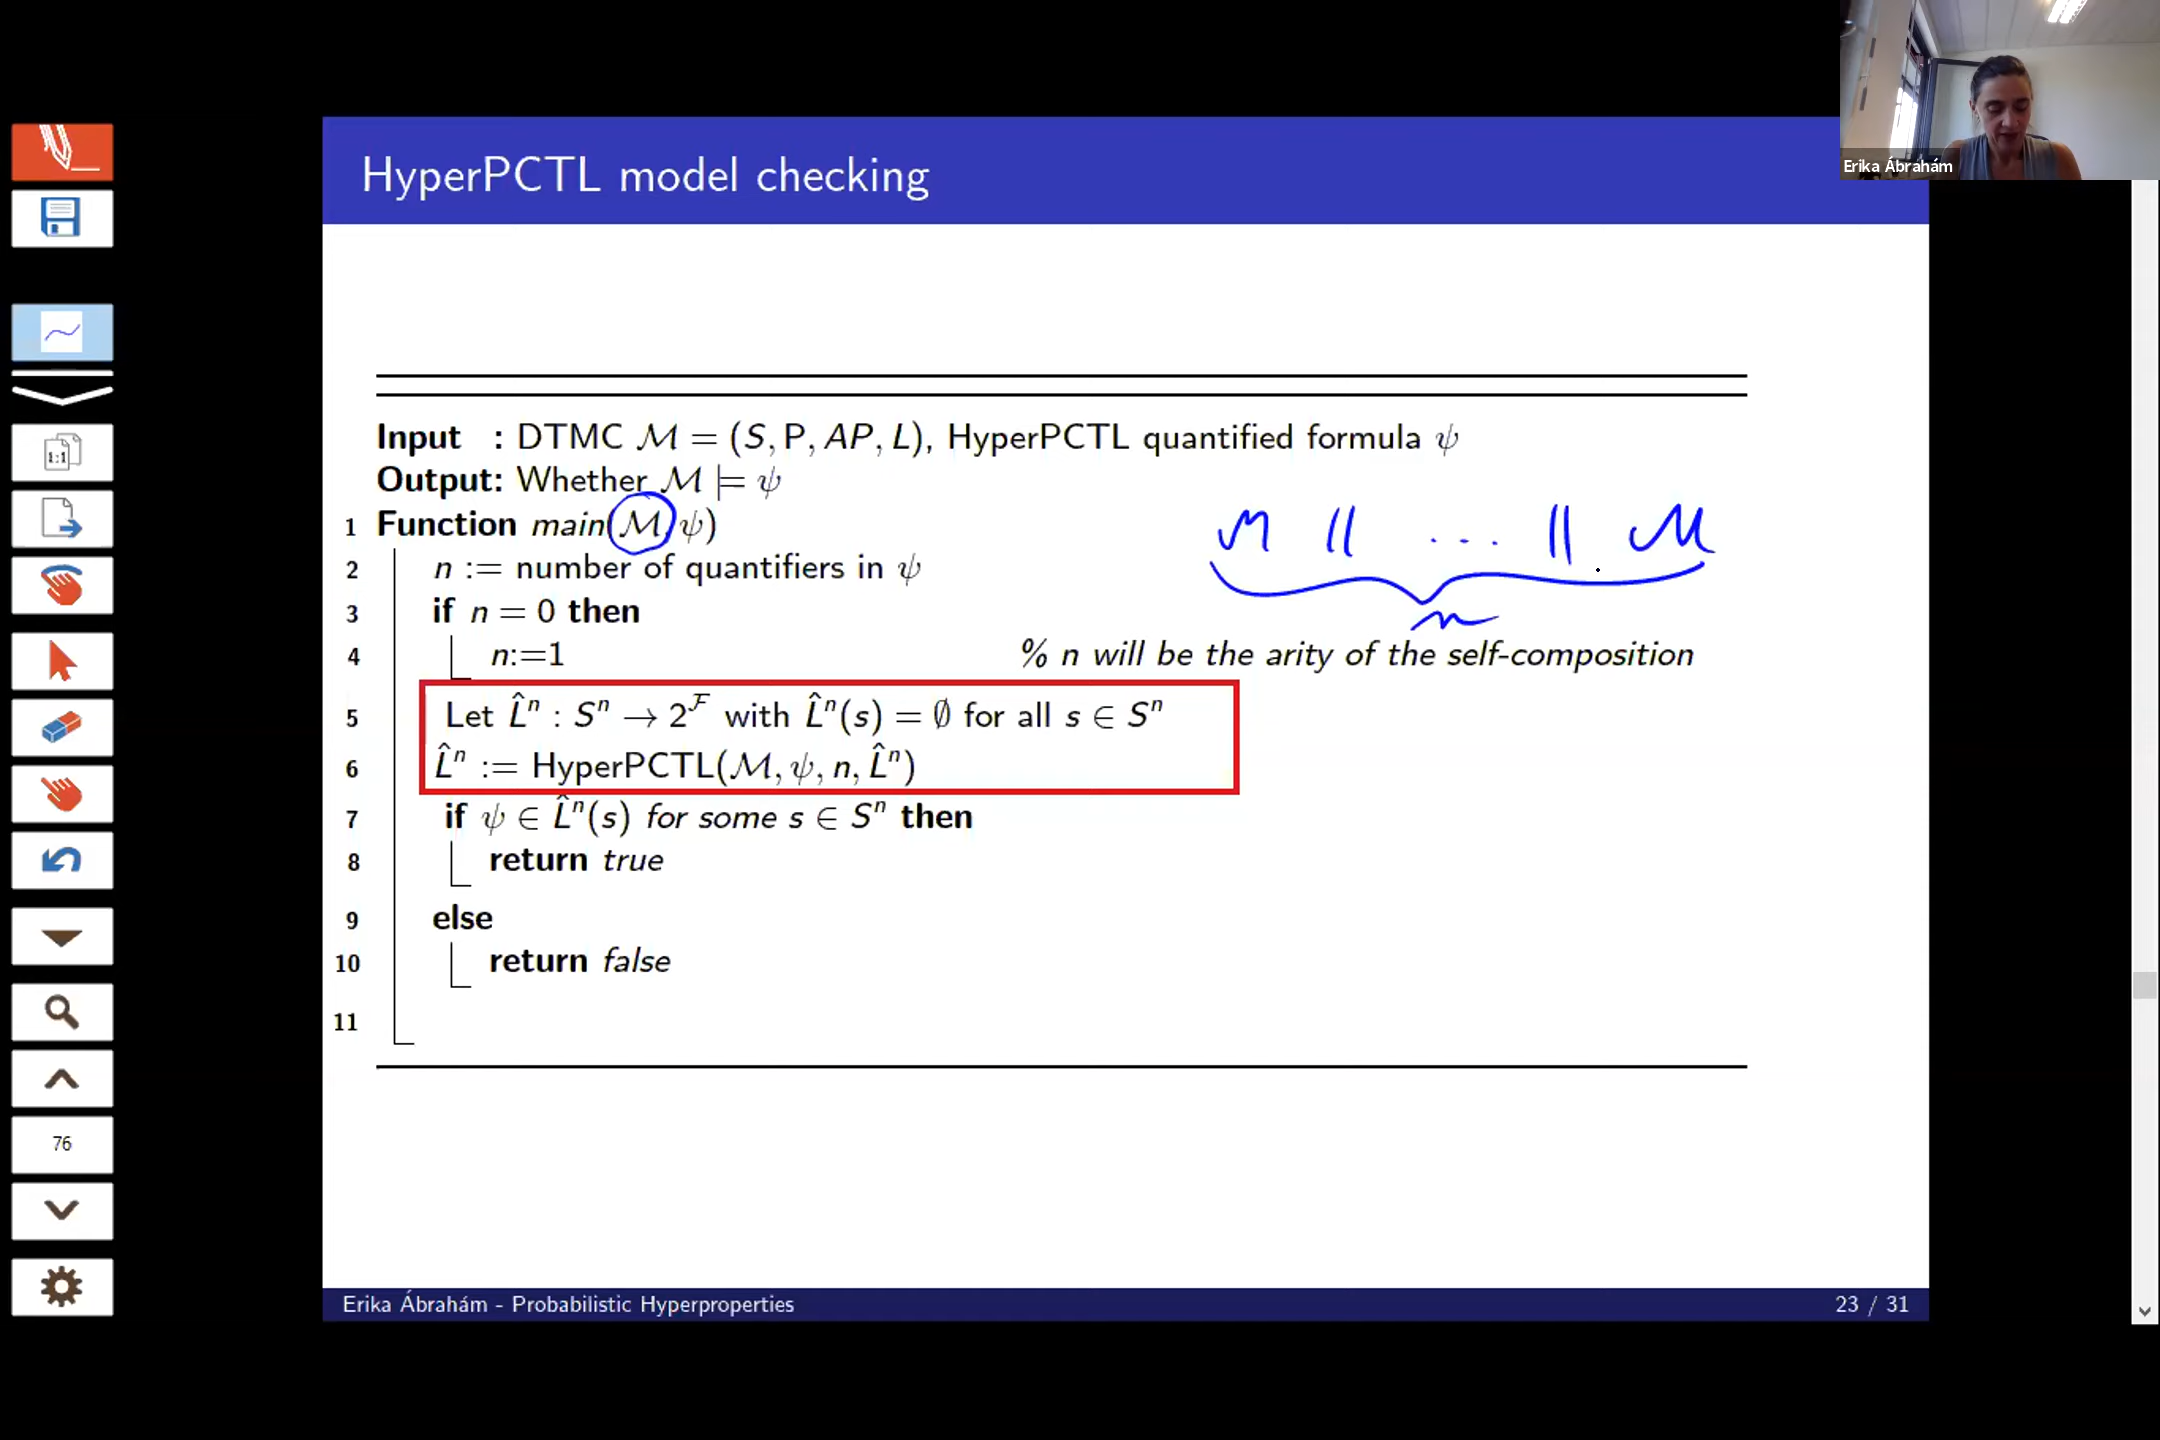 Erika Ábrahám
HyperPCTL model checking
Input : DTMC ℳ = (S, P, AP, L), HyperPCTL quantified formula ψ
Output: Whether ℳ ⊨ ψ
1 Function main(ℳ, ψ)
ℳ || ... || ℳ
2 n := number of quantifiers in ψ
n
3 if n = 0 then
4 n:=1 % n will be the arity of the self-composition
5 Let L̂ⁿ : Sⁿ → 2^ℱ with L̂ⁿ(s) = ∅ for all s ∈ Sⁿ
6 L̂ⁿ := HyperPCTL(ℳ, ψ, n, L̂ⁿ)
7 if ψ ∈ L̂ⁿ(s) for some s ∈ Sⁿ then
8 return true
9 else
10 return false
11
1:1
76
Erika Ábrahám - Probabilistic Hyperproperties 23 / 31